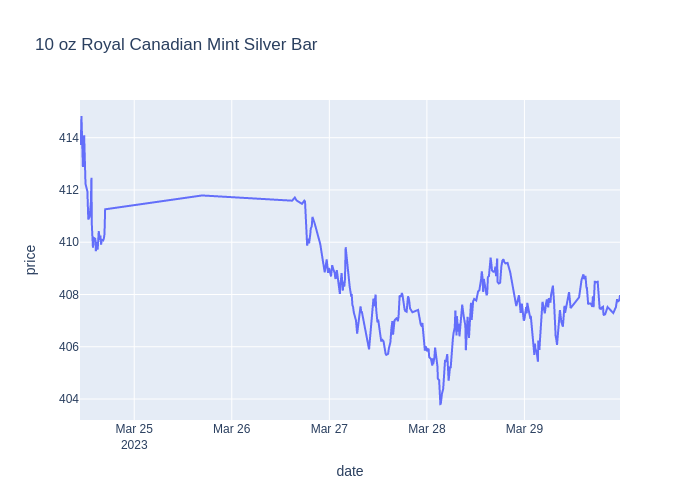 10 oz Royal Canadian Mint Silver Bar
414
412
410
408
406
404
price
Mar 25
2023
Mar 26
Mar 27
Mar 28
Mar 29
date